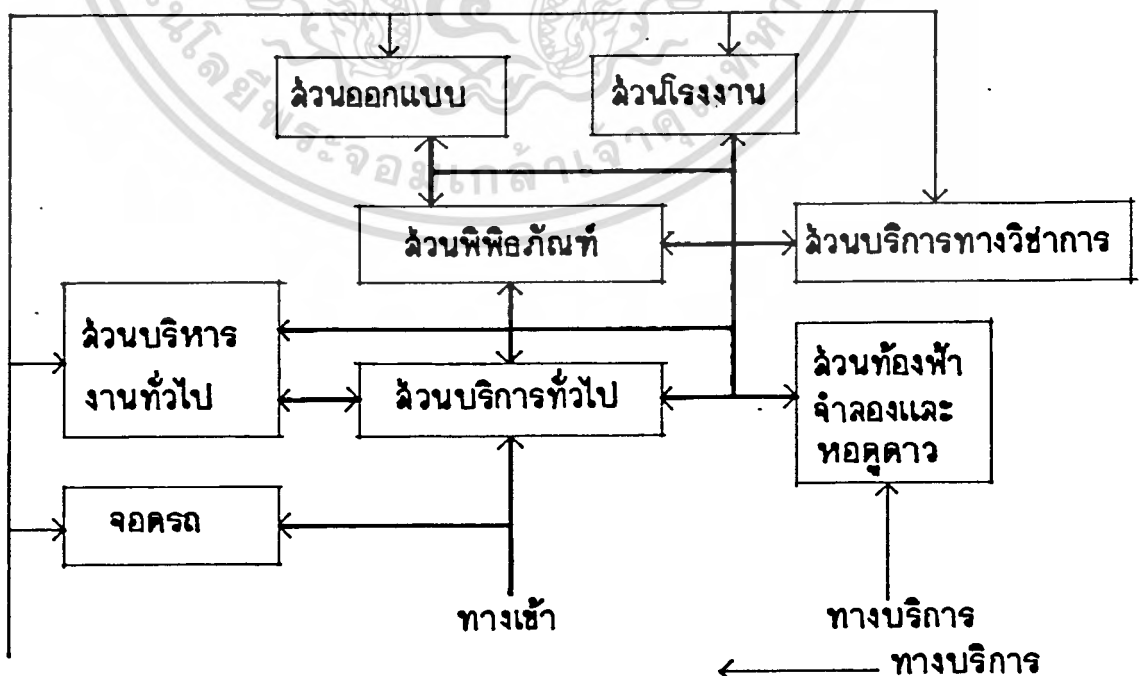 ส่วนออกแบบ
ส่วนโรงงาน
ส่วนพิพิธภัณฑ์
ส่วนบริการทางวิชาการ
ส่วนบริหาร
งานทั่วไป
ส่วนบริการทั่วไป
ส่วนท้องฟ้า
จำลองและ
หอดูดาว
จอดรถ
ทางเข้า
ทางบริการ
ทางบริการ